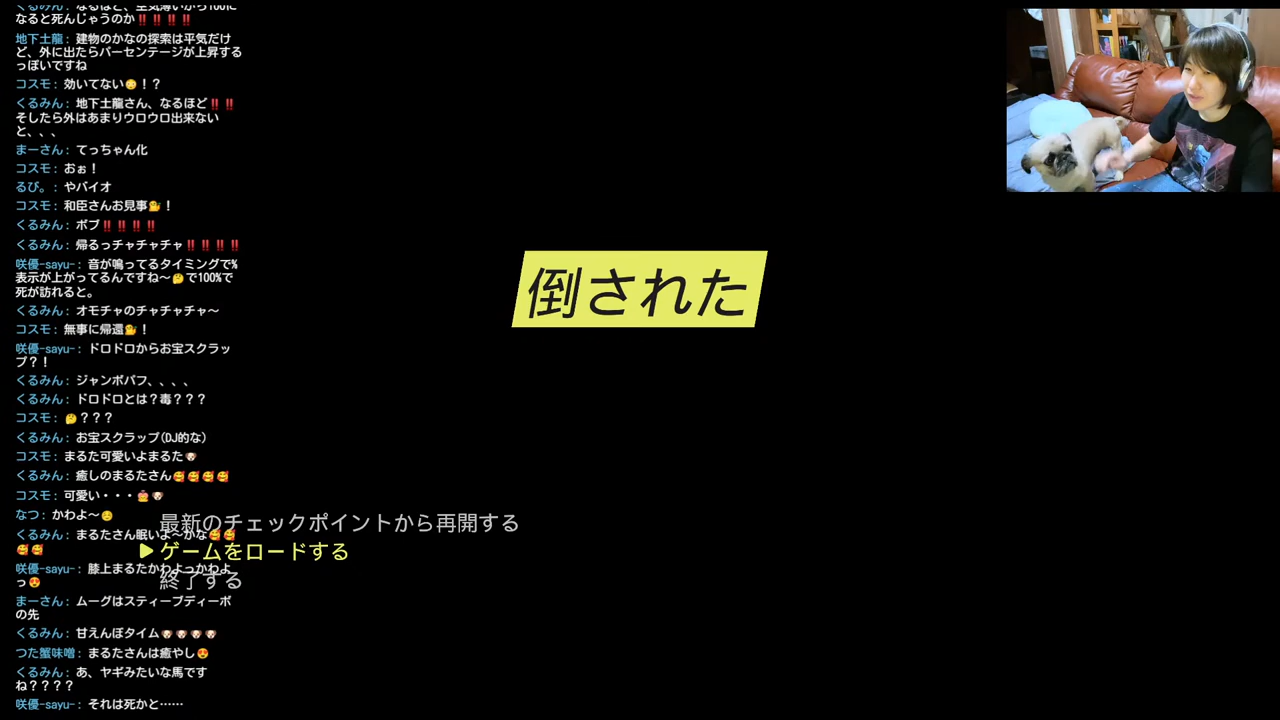 くるみん: なるほど、空気薄いから100に
なると死んじゃうのか‼️‼️‼️‼️
地下土龍: 建物のかなの探索は平気だけ
ど、外に出たらパーセンテージが上昇する
っぽいですね
コスモ: 効いてない😳！？
くるみん: 地下土龍さん、なるほど‼️‼️
そしたら外はあまりウロウロ出来ない
と、、、
まーさん: てっちゃん化
コスモ: おぉ！
るぴ。: やバイオ
コスモ: 和臣さんお見事💁！
くるみん: ボブ‼️‼️‼️‼️
くるみん: 帰るっチャチャチャ‼️‼️‼️‼️
咲優-sayu-: 音が鳴ってるタイミングで%
表示が上がってるんですね〜🤔で100%で
死が訪れると。
くるみん: オモチャのチャチャチャ〜
コスモ: 無事に帰還💁！
咲優-sayu-: ドロドロからお宝スクラッ
プ？！
くるみん: ジャンボパフ、、、、
くるみん: ドロドロとは？毒？？？
コスモ: 🤔？？？
くるみん: お宝スクラップ(DJ的な)
コスモ: まるた可愛いよまるた🐶
くるみん: 癒しのまるたさん🥰🥰🥰🥰
コスモ: 可愛い・・・🐶
なつ: かわよ〜☺️
くるみん: まるたさん眠いよ〜かな🥰🥰
🥰🥰
咲優-sayu-: 膝上まるたかわよっかわよ
っ😍
まーさん: ムーグはスティーブディーボ
の先
くるみん: 甘えんぼタイム🐶🐶🐶🐶
つた蟹味噌: まるたさんは癒やし😍
くるみん: あ、ヤギみたいな馬です
ね？？？？
咲優-sayu-: それは死かと……
倒された
最新のチェックポイントから再開する
▶ゲームをロードする
終了する